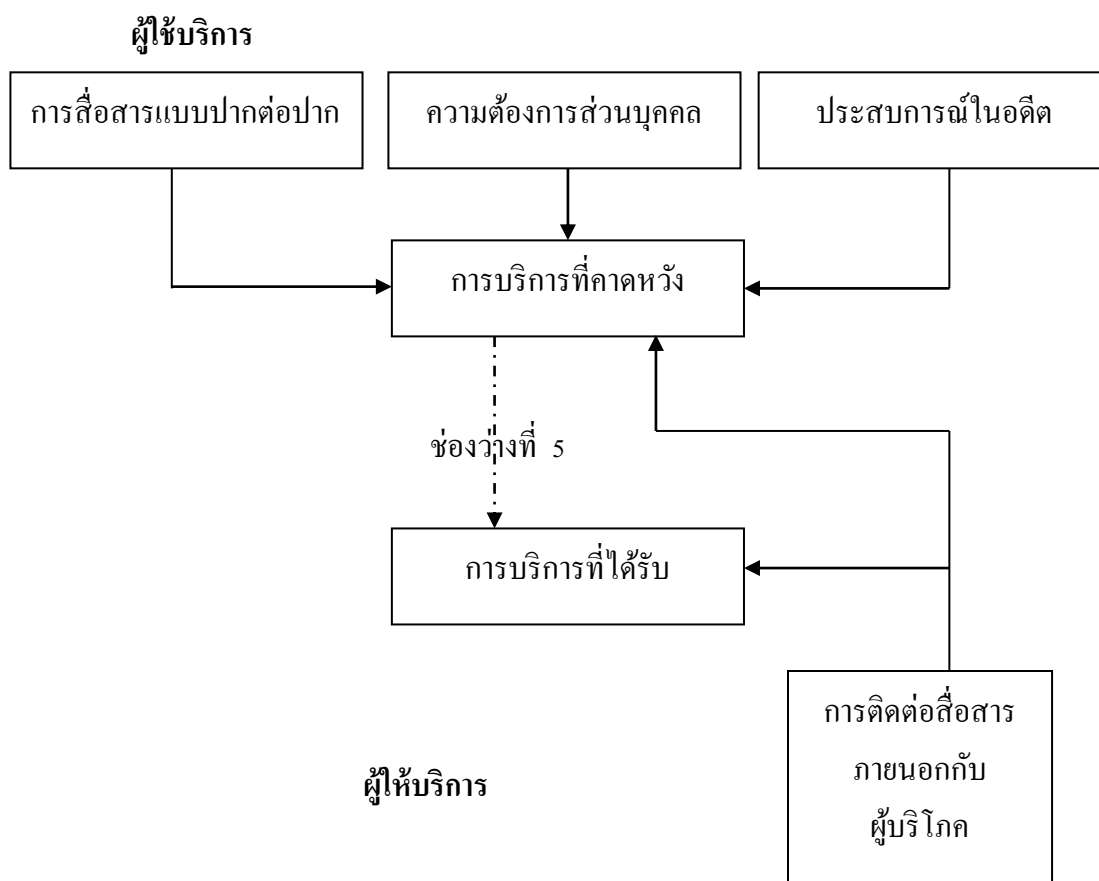 ผู้ใช้บริการ
การสื่อสารแบบปากต่อปาก
ความต้องการส่วนบุคคล
ประสบการณ์ในอดีต
การบริการที่คาดหวัง
ช่องว่างที่ 5
การบริการที่ได้รับ
การติดต่อสื่อสาร
ภายนอกกับ
ผู้บริโภค
ผู้ให้บริการ